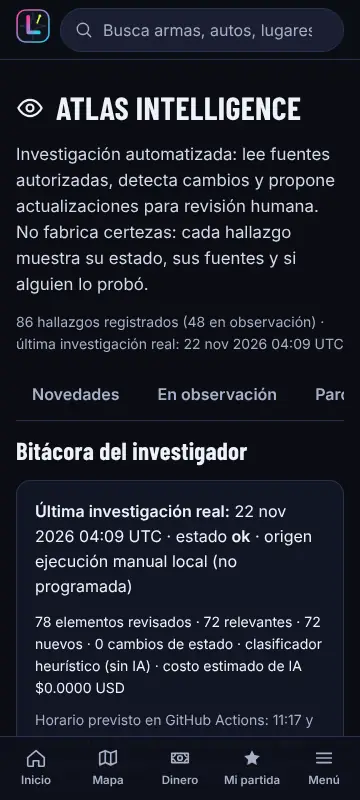 Busca armas, autos, lugares
ATLAS INTELLIGENCE
Investigación automatizada: lee fuentes
autorizadas, detecta cambios y propone
actualizaciones para revisión humana.
No fabrica certezas: cada hallazgo
muestra su estado, sus fuentes y si
alguien lo probó.
86 hallazgos registrados (48 en observación) ·
última investigación real: 22 nov 2026 04:09 UTC
Novedades En observación
Bitácora del investigador
Última investigación real: 22 nov
2026 04:09 UTC · estado ok · origen
ejecución manual local (no
programada)
78 elementos revisados · 72 relevantes · 72
nuevos · 0 cambios de estado · clasificador
heurístico (sin IA) · costo estimado de IA
$0.0000 USD
Horario previsto en GitHub Actions: 11:17 y
Inicio Mapa Dinero Mi partida Menú